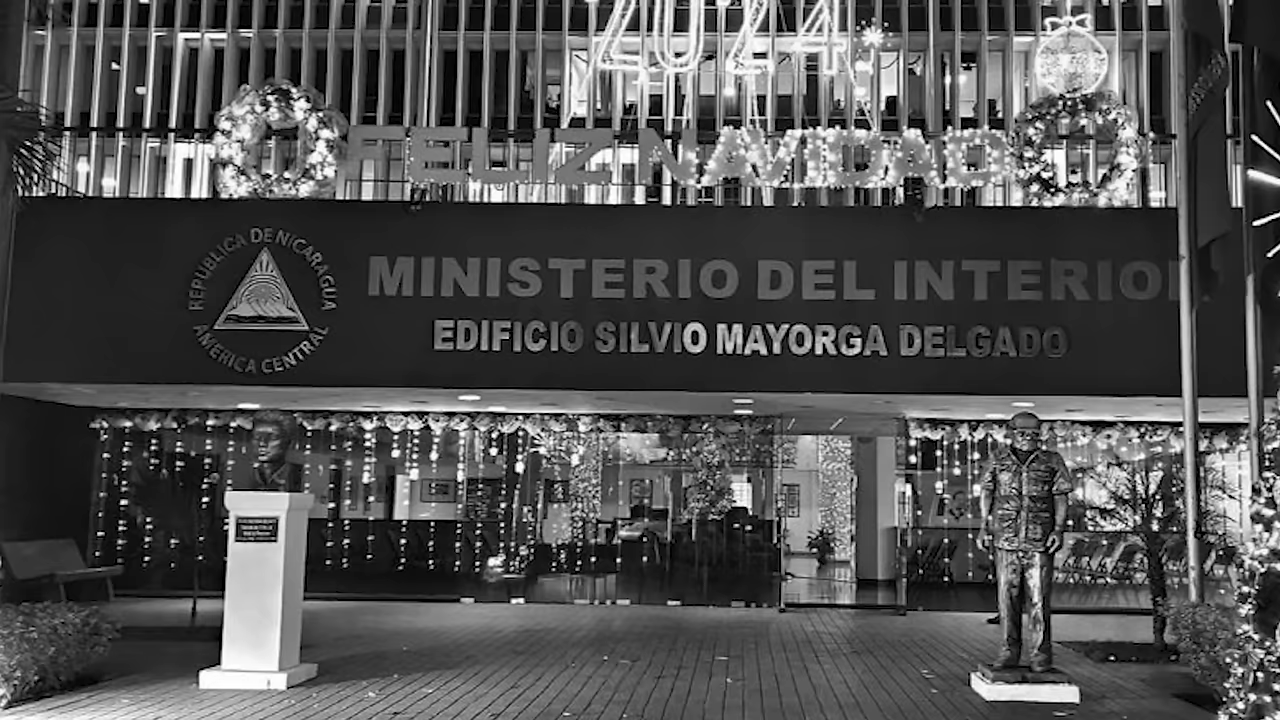 2024
FELIZ NAVIDAD
REPUBLICA DE NICARAGUA
AMERICA CENTRAL
MINISTERIO DEL INTERIOR
EDIFICIO SILVIO MAYORGA DELGADO